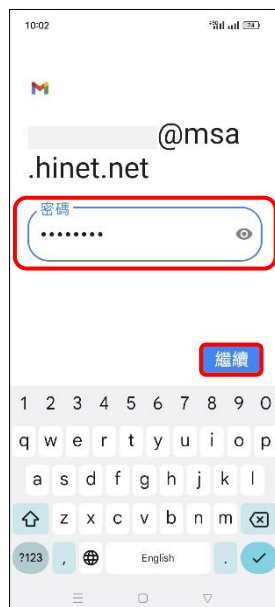 10:02
74
@msa
.hinet.net
密碼
••••••••
繼續
1 2 3 4 5 6 7 8 9 0
q w e r t y u i o p
a s d f g h j k l
z x c v b n m
?123 , English .